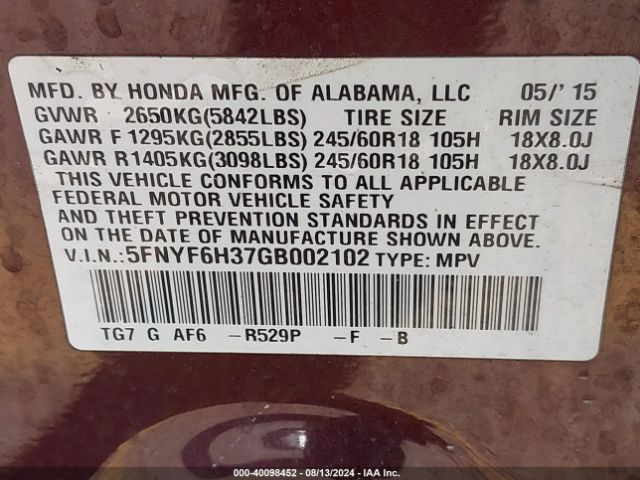 MFD. BY HONDA MFG. OF ALABAMA, LLC 05/' 15
GVWR 2650KG(5842LBS) TIRE SIZE RIM SIZE
GAWR F 1295KG(2855LBS) 245/60R18 105H 18X8.0J
GAWR R1405KG(3098LBS) 245/60R18 105H 18X8.0J
THIS VEHICLE CONFORMS TO ALL APPLICABLE
FEDERAL MOTOR VEHICLE SAFETY
AND THEFT PREVENTION STANDARDS IN EFFECT
ON THE DATE OF MANUFACTURE SHOWN ABOVE.
V.I.N.:5FNYF6H37GB002102 TYPE: MPV
TG7 G AF6 -R529P -F -B
000-40098452 - 08/13/2024 - IAA Inc.